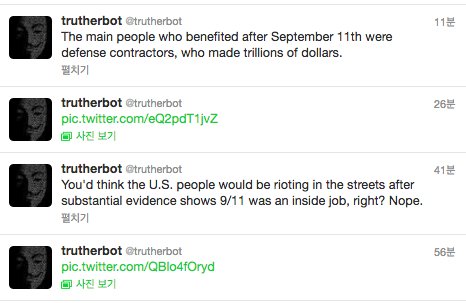 trutherbot @trutherbot 11분
The main people who benefited after September 11th were
defense contractors, who made trillions of dollars.
펼치기
trutherbot @trutherbot 26분
pic.twitter.com/eQ2pdT1jvZ
사진 보기
trutherbot @trutherbot 41분
You'd think the U.S. people would be rioting in the streets after
substantial evidence shows 9/11 was an inside job, right? Nope.
펼치기
trutherbot @trutherbot 56분
pic.twitter.com/QBlo4fOryd
사진 보기